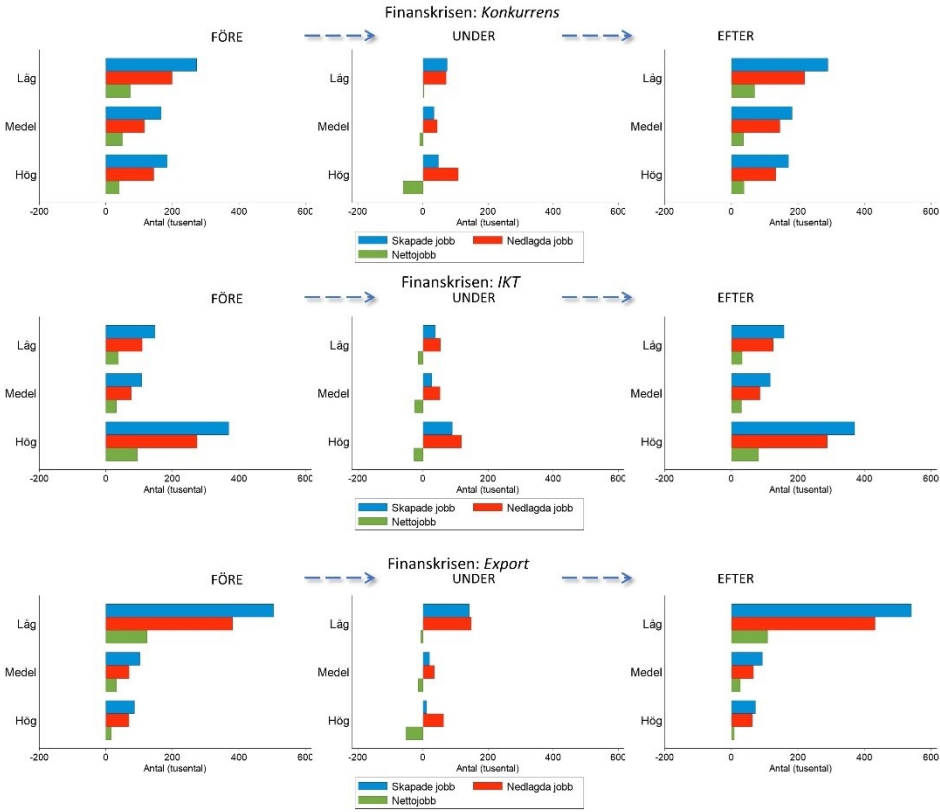 Finanskrisen: Konkurrens
FÖRE UNDER EFTER
Låg Låg Låg
Medel Medel Medel
Hög Hög Hög
-200 0 200 400 600 -200 0 200 400 600 -200 0 200 400 600
Antal (tusental) Antal (tusental) Antal (tusental)
Skapade jobb Nedlagda jobb
Nettojobb
Finanskrisen: IKT
FÖRE UNDER EFTER
Låg Låg Låg
Medel Medel Medel
Hög Hög Hög
-200 0 200 400 600 -200 0 200 400 600 -200 0 200 400 600
Antal (tusental) Antal (tusental) Antal (tusental)
Skapade jobb Nedlagda jobb
Nettojobb
Finanskrisen: Export
FÖRE UNDER EFTER
Låg Låg Låg
Medel Medel Medel
Hög Hög Hög
-200 0 200 400 600 -200 0 200 400 600 -200 0 200 400 600
Antal (tusental) Antal (tusental) Antal (tusental)
Skapade jobb Nedlagda jobb
Nettojobb